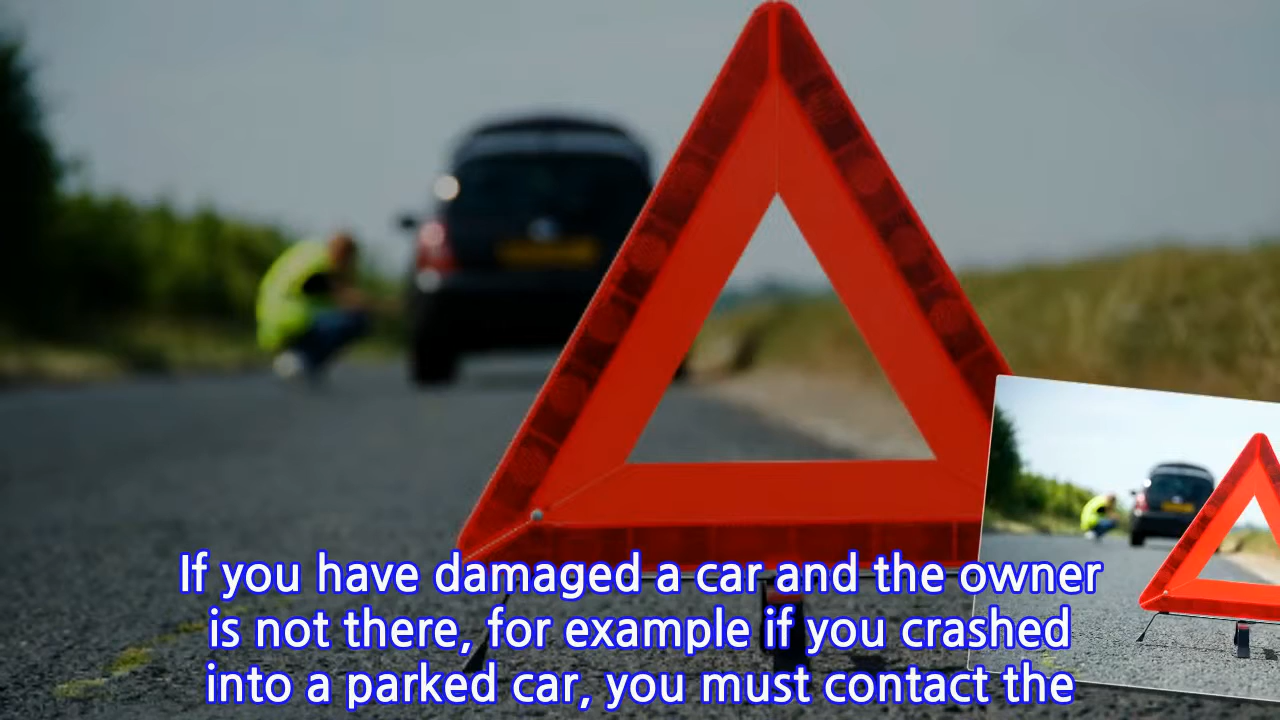 If you have damaged a car and the owner
is not there, for example if you crashed
into a parked car, you must contact the